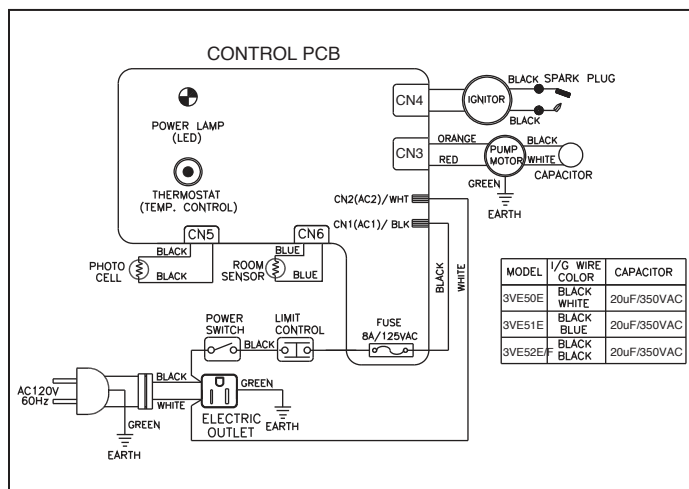 CONTROL PCB
POWER LAMP
(LED)
THERMOSTAT
(TEMP. CONTROL)
CN4
BLACK
SPARK PLUG
IGNITOR
BLACK
CN3
ORANGE
RED
PUMP
MOTOR
BLACK
WHITE
CAPACITOR
GREEN
EARTH
CN2(AC2)/WHT
CN1(AC1)/ BLK
CN5
CN6
BLACK
BLACK
PHOTO
CELL
BLUE
BLUE
ROOM
SENSOR
BLACK
WHITE
MODEL I/G WIRE COLOR CAPACITOR
3VE50E BLACK WHITE 20uF/350VAC
3VE51E BLACK BLUE 20uF/350VAC
3VE52E/F BLACK BLACK 20uF/350VAC
POWER
SWITCH
BLACK
LIMIT
CONTROL
FUSE
8A/125VAC
AC120V
60Hz
BLACK
WHITE
GREEN
EARTH
ELECTRIC
OUTLET
GREEN
EARTH